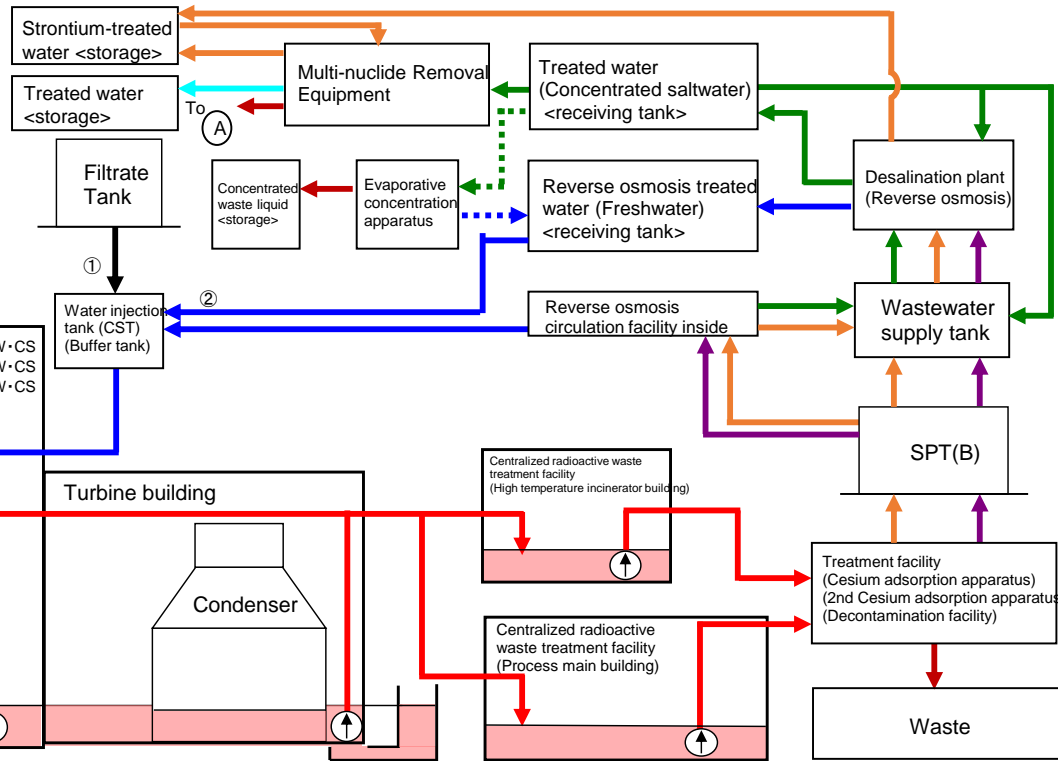 Strontium-treated
water <storage>
Treated water
<storage>
To
A
Multi-nuclide Removal
Equipment
Treated water
(Concentrated saltwater)
<receiving tank>
Filtrate
Tank
Concentrated
waste liquid
<storage>
Evaporative
concentration
apparatus
Reverse osmosis treated
water (Freshwater)
<receiving tank>
Desalination plant
(Reverse osmosis)
①
②
Water injection
tank (CST)
(Buffer tank)
Reverse osmosis
circulation facility inside
Wastewater
supply tank
W・CS
W・CS
W・CS
SPT(B)
Turbine building
Condenser
Centralized radioactive waste
treatment facility
(High temperature incinerator building)
Centralized radioactive
waste treatment facility
(Process main building)
Treatment facility
(Cesium adsorption apparatus)
(2nd Cesium adsorption apparatus
(Decontamination facility)
Waste